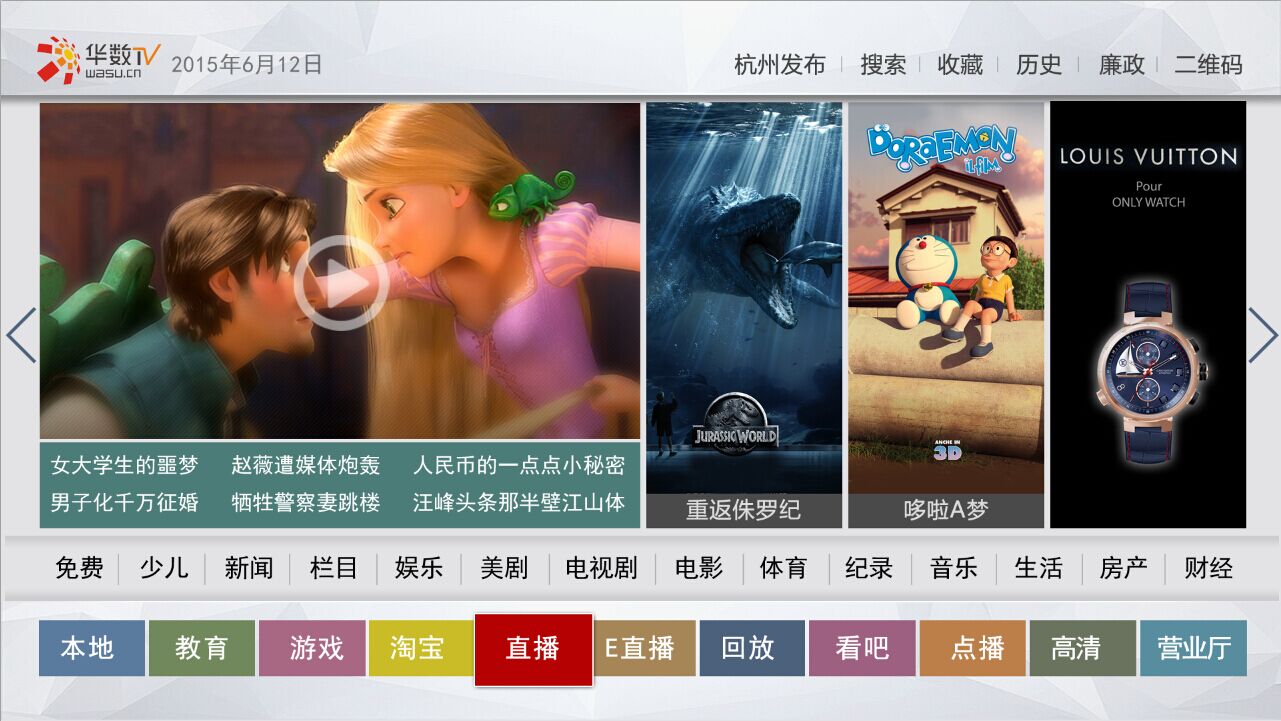 华数TV
wasu.cn
2015年6月12日
杭州发布 搜索 收藏 历史 廉政 二维码
DORAEMON
il film
LOUIS VUITTON
Pour
ONLY WATCH
JURASSIC WORLD
ANCHE IN
3D
女大学生的噩梦 赵薇遭媒体炮轰 人民币的一点点小秘密
男子化千万征婚 牺牲警察妻跳楼 汪峰头条那半壁江山体
重返侏罗纪 哆啦A梦
免费 少儿 新闻 栏目 娱乐 美剧 电视剧 电影 体育 纪录 音乐 生活 房产 财经
本地 教育 游戏 淘宝 直播 E直播 回放 看吧 点播 高清 营业厅